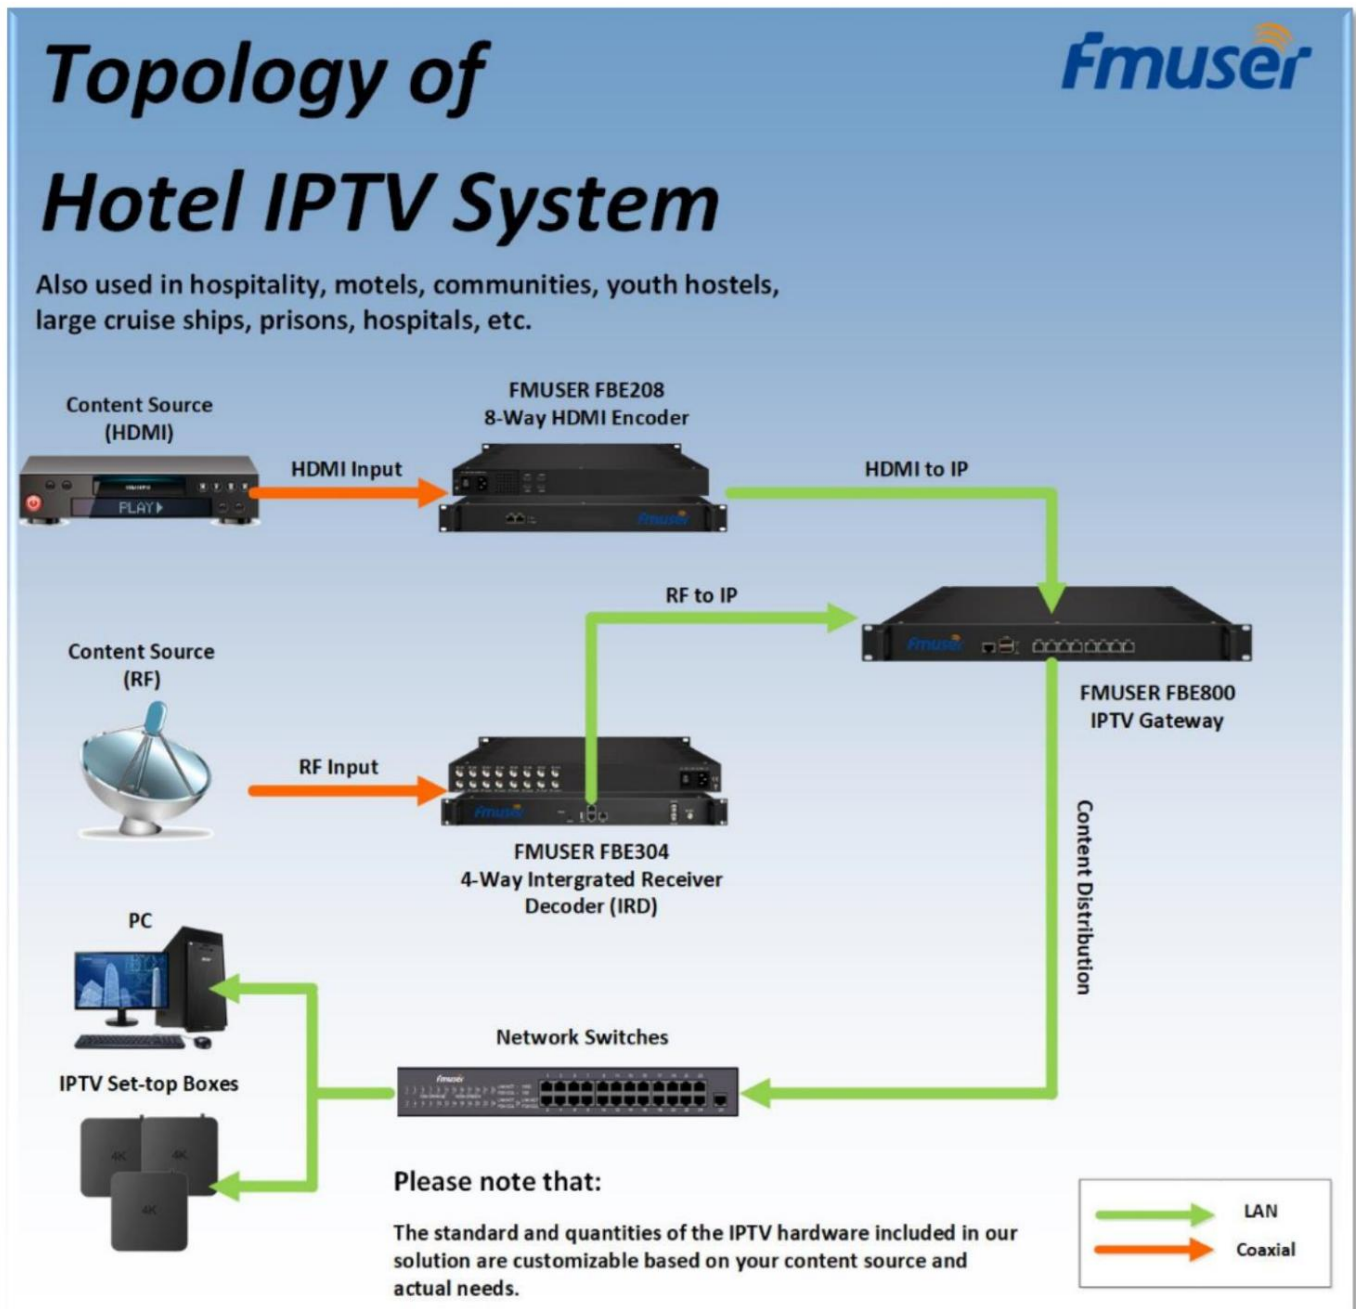 Topology of
Fmuser
Hotel IPTV System
Also used in hospitality, motels, communities, youth hostels,
large cruise ships, prisons, hospitals, etc.
Content Source
(HDMI)
HDMI Input
PLAY
FMUSER FBE208
8-Way HDMI Encoder
Fmuser
HDMI to IP
RF to IP
Fmuser
FMUSER FBE800
IPTV Gateway
Content Source
(RF)
RF Input
Fmuser
FMUSER FBE304
4-Way Intergrated Receiver
Decoder (IRD)
Content Distribution
PC
Network Switches
Fmuser
IPTV Set-top Boxes
4K
4K
4K
Please note that:
The standard and quantities of the IPTV hardware included in our
solution are customizable based on your content source and
actual needs.
LAN
Coaxial